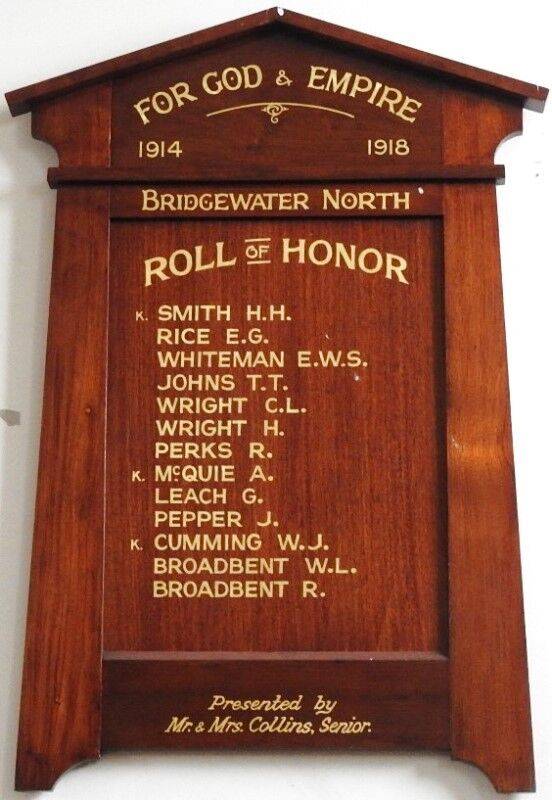 FOR GOD & EMPIRE
1914 1918
BRIDGEWATER NORTH
ROLL OF HONOR
K. SMITH H.H.
RICE E.G.
WHITEMAN E.W.S.
JOHNS T.T.
WRIGHT C.L.
WRIGHT H.
PERKS R.
K. McQUIE A.
LEACH G.
PEPPER J.
K. CUMMING W.J.
BROADBENT W.L.
BROADBENT R.
Presented by
Mr. & Mrs. Collins, Senior.